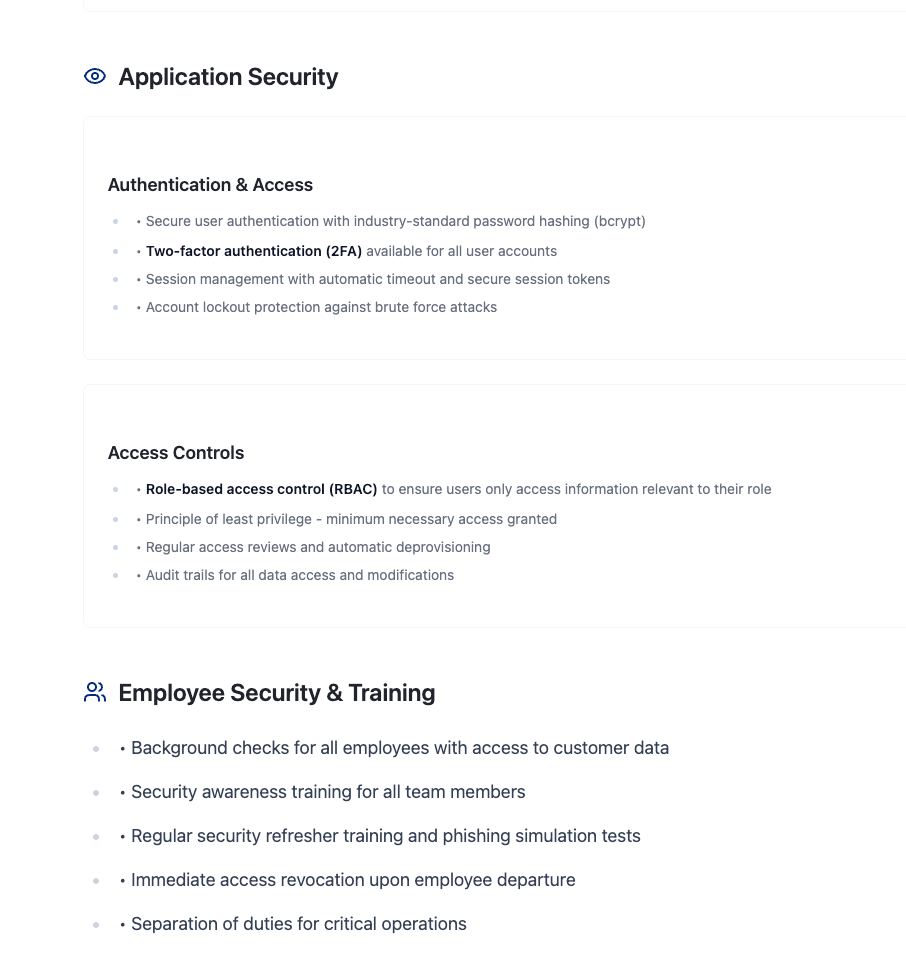 Application Security
Authentication & Access
• Secure user authentication with industry-standard password hashing (bcrypt)
• Two-factor authentication (2FA) available for all user accounts
• Session management with automatic timeout and secure session tokens
• Account lockout protection against brute force attacks
Access Controls
• Role-based access control (RBAC) to ensure users only access information relevant to their role
• Principle of least privilege - minimum necessary access granted
• Regular access reviews and automatic deprovisioning
• Audit trails for all data access and modifications
Employee Security & Training
• Background checks for all employees with access to customer data
• Security awareness training for all team members
• Regular security refresher training and phishing simulation tests
• Immediate access revocation upon employee departure
• Separation of duties for critical operations